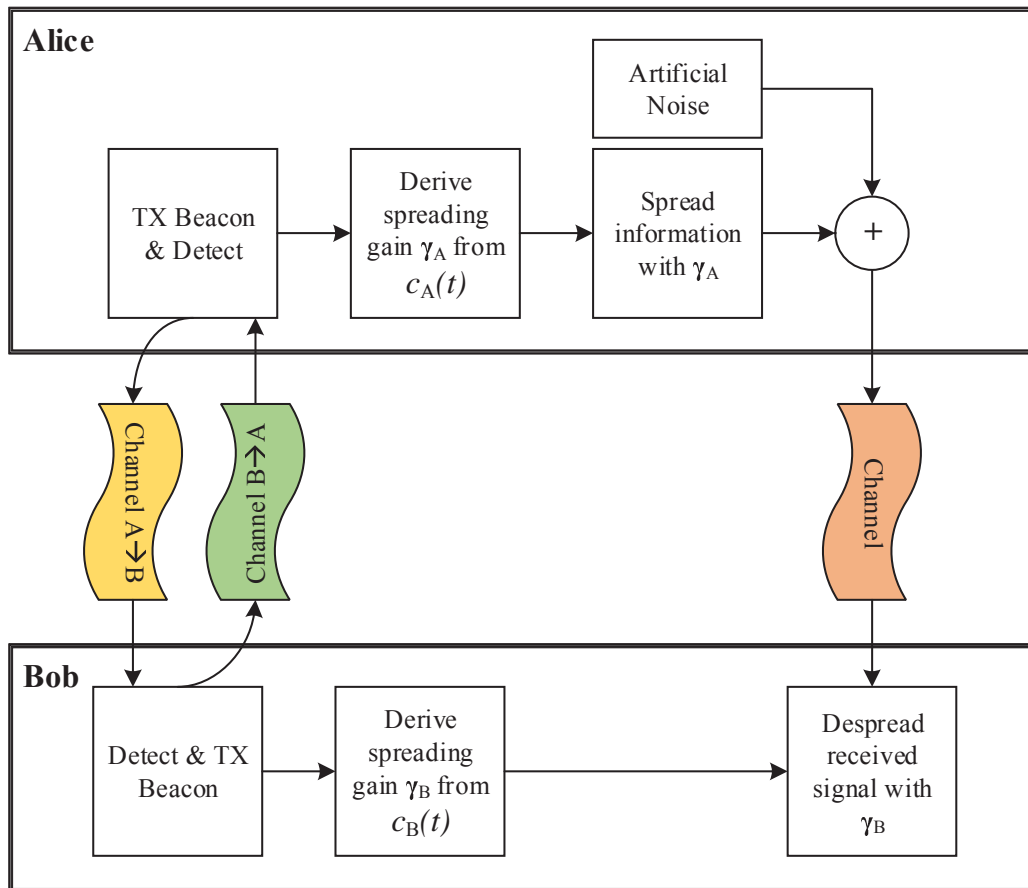 Alice
Artificial
Noise
TX Beacon
& Detect
Derive
spreading
gain γA from
cA(t)
Spread
information
with γA
+
Channel A→B
Channel B→A
Channel
Bob
Detect & TX
Beacon
Derive
spreading
gain γB from
cB(t)
Despread
received
signal with
γB